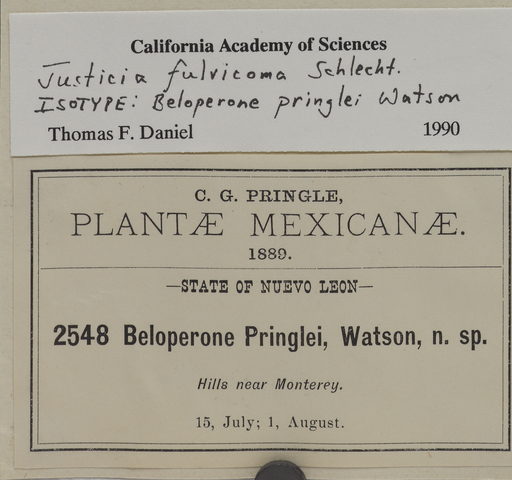 California Academy of Sciences
Justicia fulvicoma Schlecht.
ISOTYPE: Beloperone pringlei Watson
Thomas F. Daniel 1990
C. G. PRINGLE,
PLANTÆ MEXICANÆ.
1889.
—STATE OF NUEVO LEON—
2548 Beloperone Pringlei, Watson, n. sp.
Hills near Monterey.
15, July; 1, August.